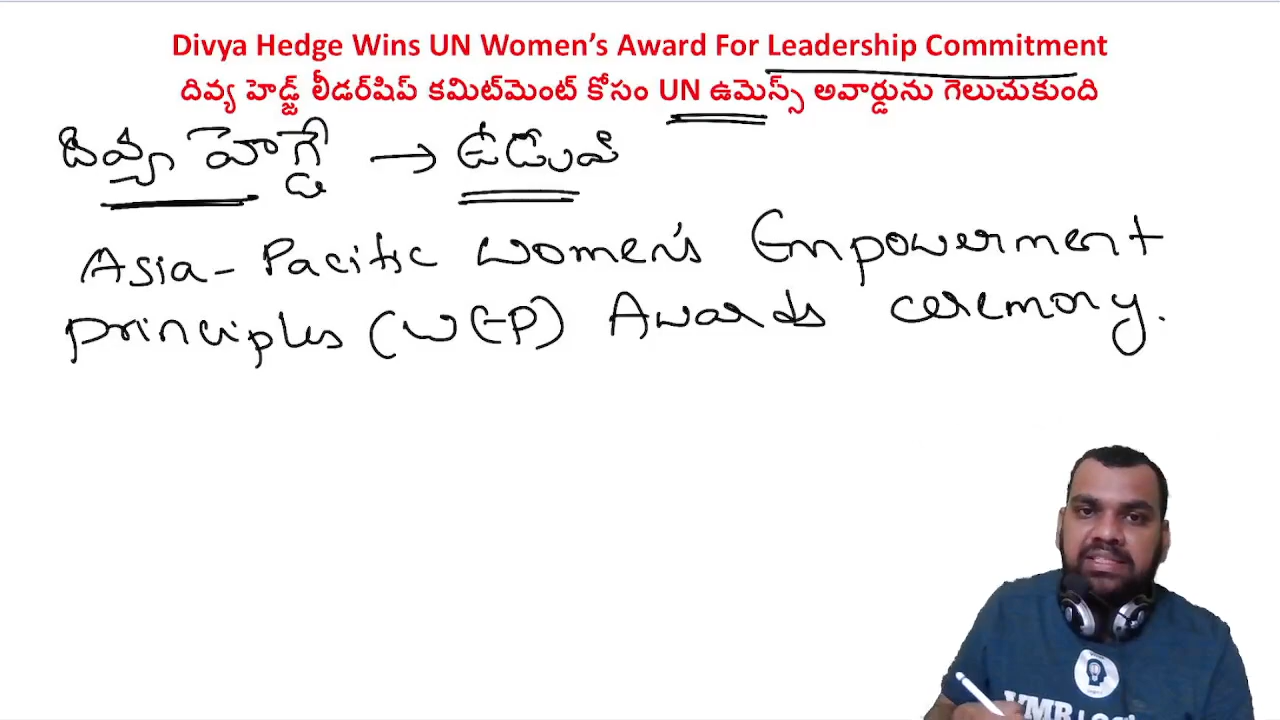 Divya Hedge Wins UN Women's Award For Leadership Commitment
దివ్య హెడ్జ్ లీడర్‌షిప్ కమిట్‌మెంట్ కోసం UN ఉమెన్స్ అవార్డును గెలుచుకుంది
దివ్య హెగ్డే → ఉడుపి
Asia-Pacific women's Empowerment
principles (WEP) Awards ceremony.
VMR